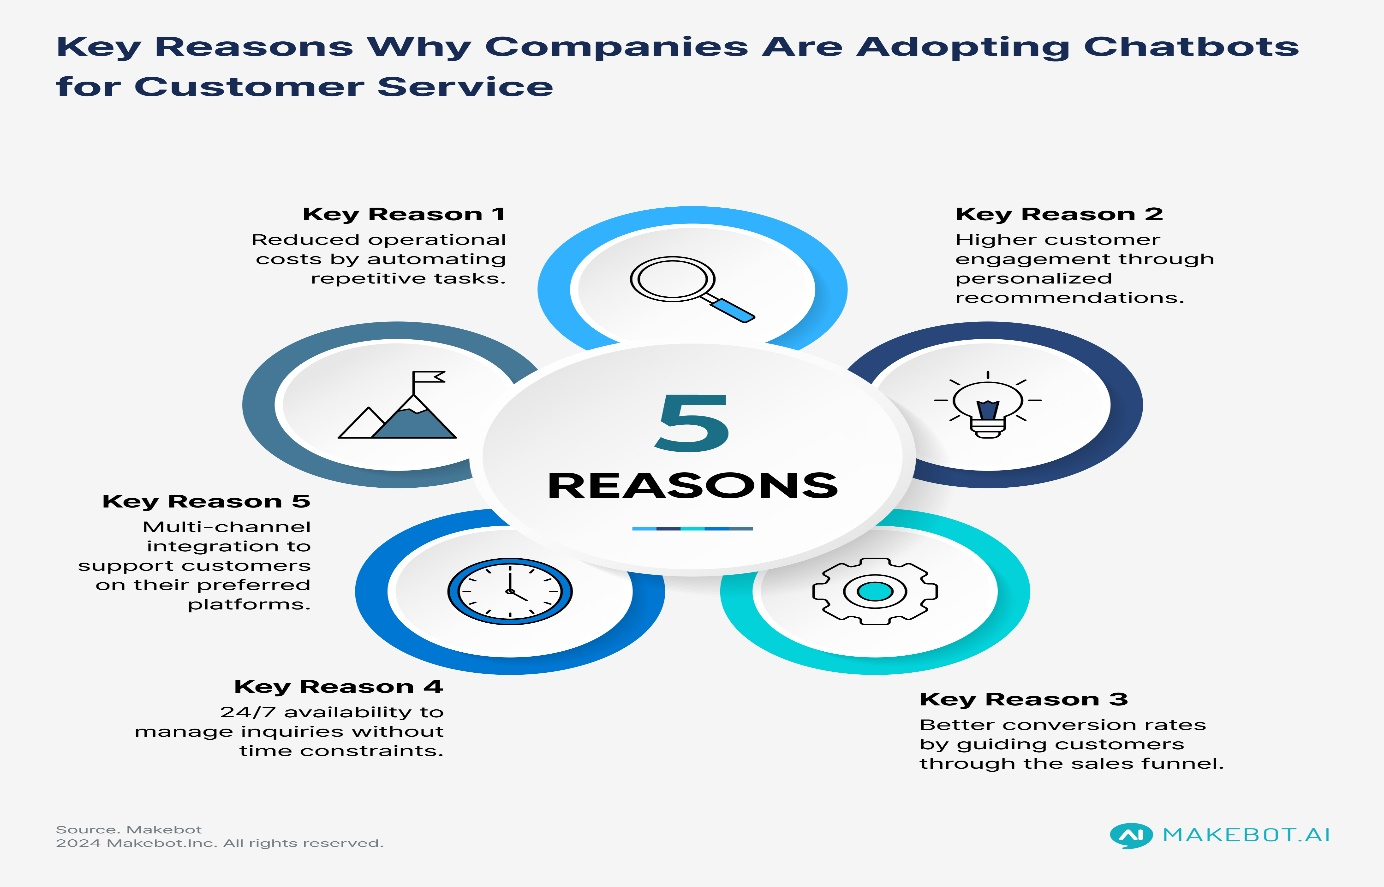 Key Reasons Why Companies Are Adopting Chatbots
for Customer Service
Key Reason 1
Reduced operational
costs by automating
repetitive tasks.
Key Reason 2
Higher customer
engagement through
personalized
recommendations.
5
REASONS
Key Reason 5
Multi-channel
integration to
support customers
on their preferred
platforms.
Key Reason 4
24/7 availability to
manage inquiries without
time constraints.
Key Reason 3
Better conversion rates
by guiding customers
through the sales funnel.
Source. Makebot
2024 Makebot.Inc. All rights reserved.
AI MAKEBOT.AI